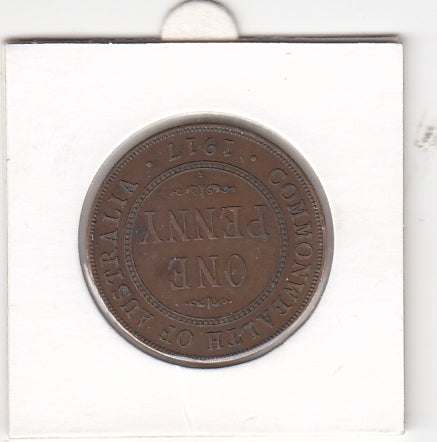 COMMONWEALTH OF AUSTRALIA
ONE
PENNY
· 1917 ·